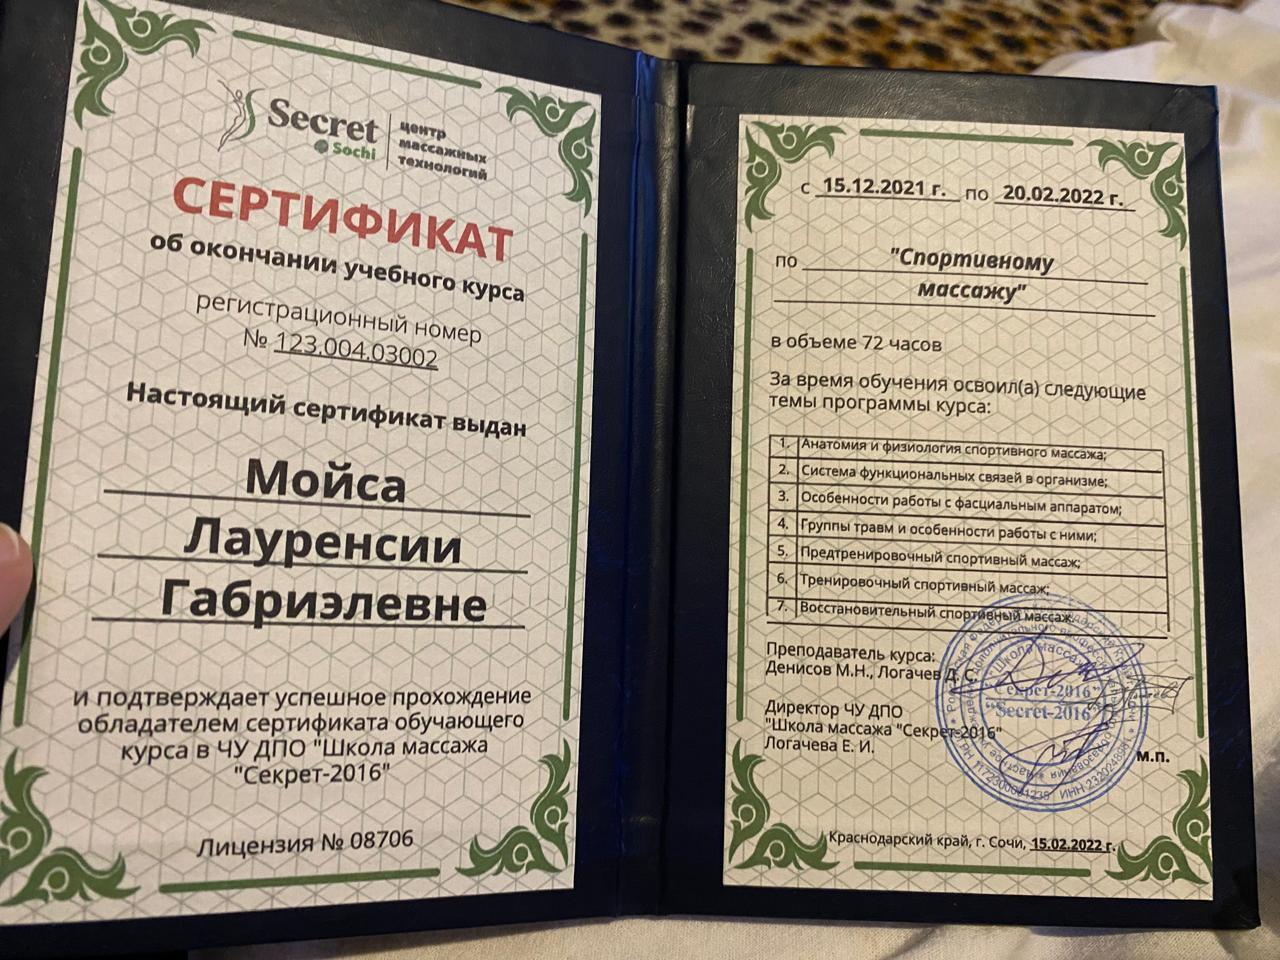 Secret
Sochi
центр
массажных
технологий
СЕРТИФИКАТ
об окончании учебного курса
регистрационный номер
№ 123.004.03002
Настоящий сертификат выдан
Мойса
Лауренсии
Габриэлевне
и подтверждает успешное прохождение
обладателем сертификата обучающего
курса в ЧУ ДПО "Школа массажа
"Секрет-2016"
Лицензия № 08706
с 15.12.2021 г. по 20.02.2022 г.
по "Спортивному
массажу"
в объеме 72 часов
За время обучения освоил(а) следующие
темы программы курса:
1. Анатомия и физиология спортивного массажа;
2. Система функциональных связей в организме;
3. Особенности работы с фасциальным аппаратом;
4. Группы травм и особенности работы с ними;
5. Предтренировочный спортивный массаж;
6. Тренировочный спортивный массаж;
7. Восстановительный спортивный массаж.
Преподаватель курса:
Денисов М.Н., Логачев Д. С.
Директор ЧУ ДПО
"Школа массажа "Секрет-2016"
Логачева Е. И.
"Школа массажа
"Секрет-2016"
"Secret-2016"
м.п.
Краснодарский край, г. Сочи, 15.02.2022 г.